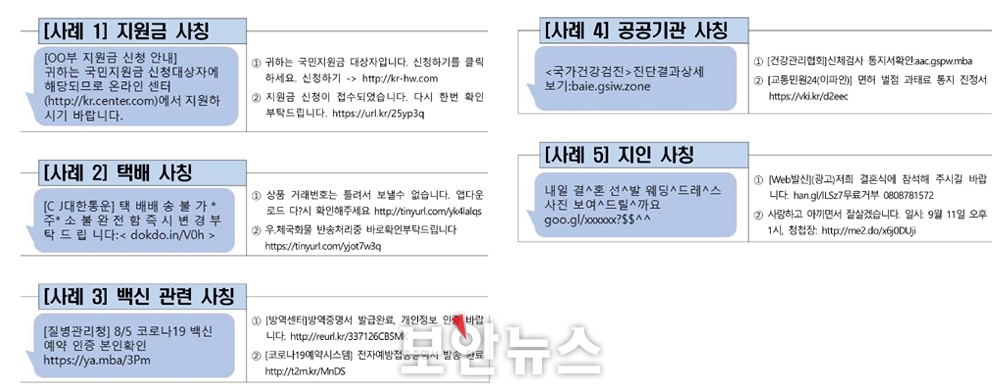 [사례 1] 지원금 사칭
[OO부 지원금 신청 안내]
귀하는 국민지원금 신청대상자에
해당되므로 온라인 센터
(http://kr.center.com)에서 지원하
시기 바랍니다.
① 귀하는 국민지원금 대상자입니다. 신청하기를 클릭
하세요. 신청하기 -> http://kr-hw.com
② 지원금 신청이 접수되었습니다. 다시 한번 확인
부탁드립니다. https://url.kr/25yp3q
[사례 2] 택배 사칭
[C J대한통운] 택 배배 송 불 가 *
주* 소 불 완 전 함 즉 시 변 경 부
탁 드 립 니 다:< dokdo.in/V0h >
① 상품 거래번호는 틀려서 보낼수 없습니다. 앱다운
로드 다?시 확인해주세요 http://tinyurl.com/yk4lalqs
② 우,체국화물 반송처리중 바로확인부탁드립니다
https://tinyurl.com/yjot7w3q
[사례 3] 백신 관련 사칭
[질병관리청] 8/5 코로나19 백신
예약 인증 본인확인
https://ya.mba/3Pm
① [방역센터]방역증명서 발급완료, 개인정보 인증 바랍
니다. http://reurl.kr/337126CB5M
② [코로나19예약시스템] 전자예방접종증명서 발송 완료
http://t2m.kr/MnDS
[사례 4] 공공기관 사칭
<국가건강검진>진단결과상세
보기:baie.gsiw.zone
① [건강관리협회]신체검사 통지서확인.aac.gspw.mba
② [교통민원24(이파인)] 면허 벌점 과태료 통지 진정서
https://vki.kr/d2eec
[사례 5] 지인 사칭
내일 결^혼 선^발 웨딩^드레^스
사진 보여^드릴^까요
goo.gl/xxxxxx?$$^^
① [Web발신](광고)저희 결혼식에 참석해 주시길 바랍
니다. han.gl/ILSz7무료거부 0808781572
② 사랑하고 아끼면서 잘살겠습니다. 일시: 9월 11일 오후
1시, 청첩장: http://me2.do/x6j0DUji
보안뉴스